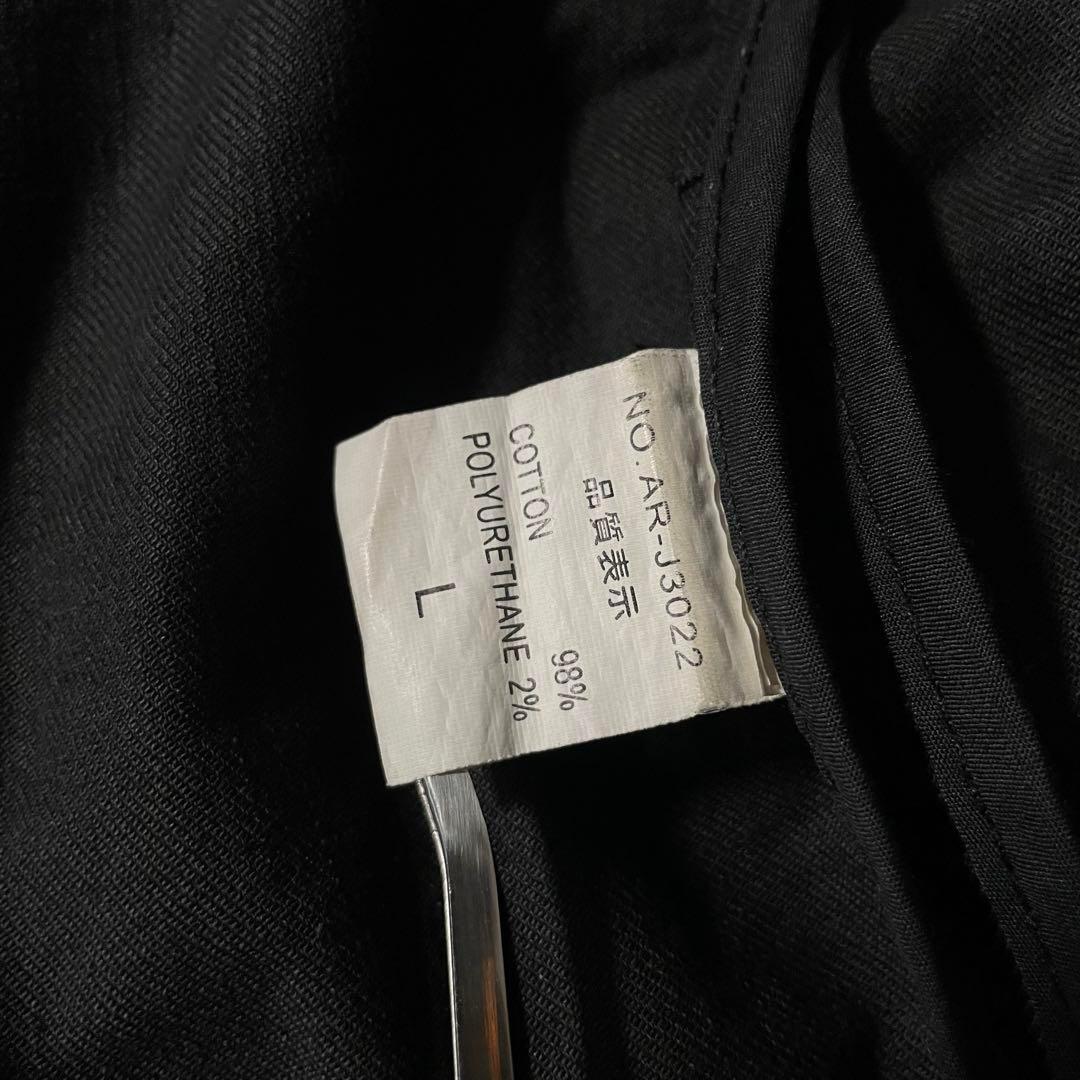 NO.AR-J3022
品質表示
COTTON 98%
POLYURETHANE 2%
L